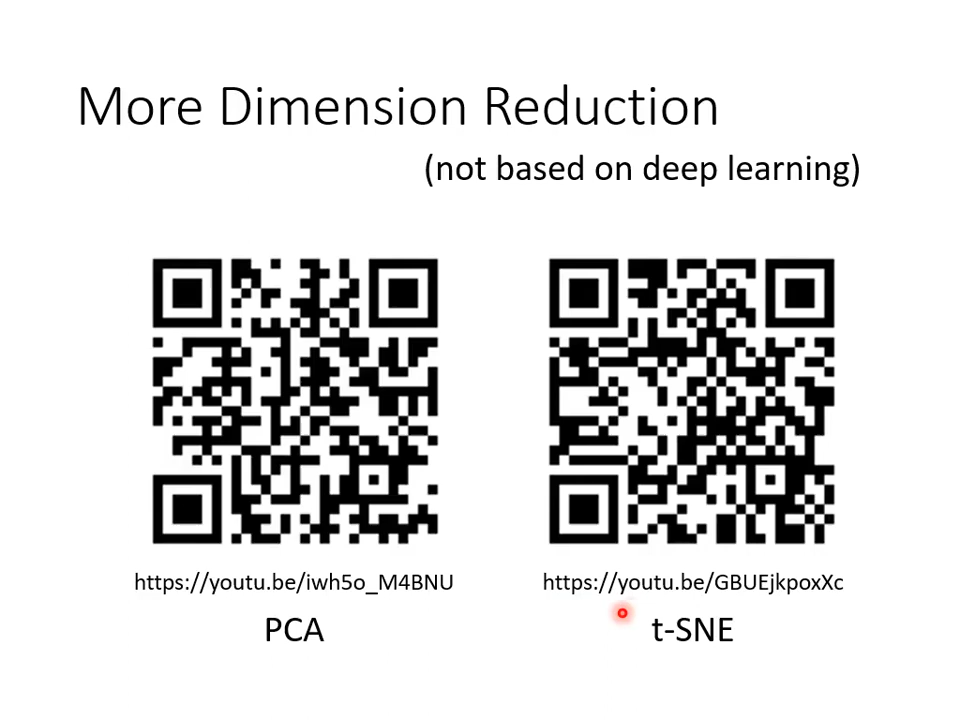 More Dimension Reduction
(not based on deep learning)
https://youtu.be/iwh5o_M4BNU
https://youtu.be/GBUEjkpoxXc
PCA
t-SNE